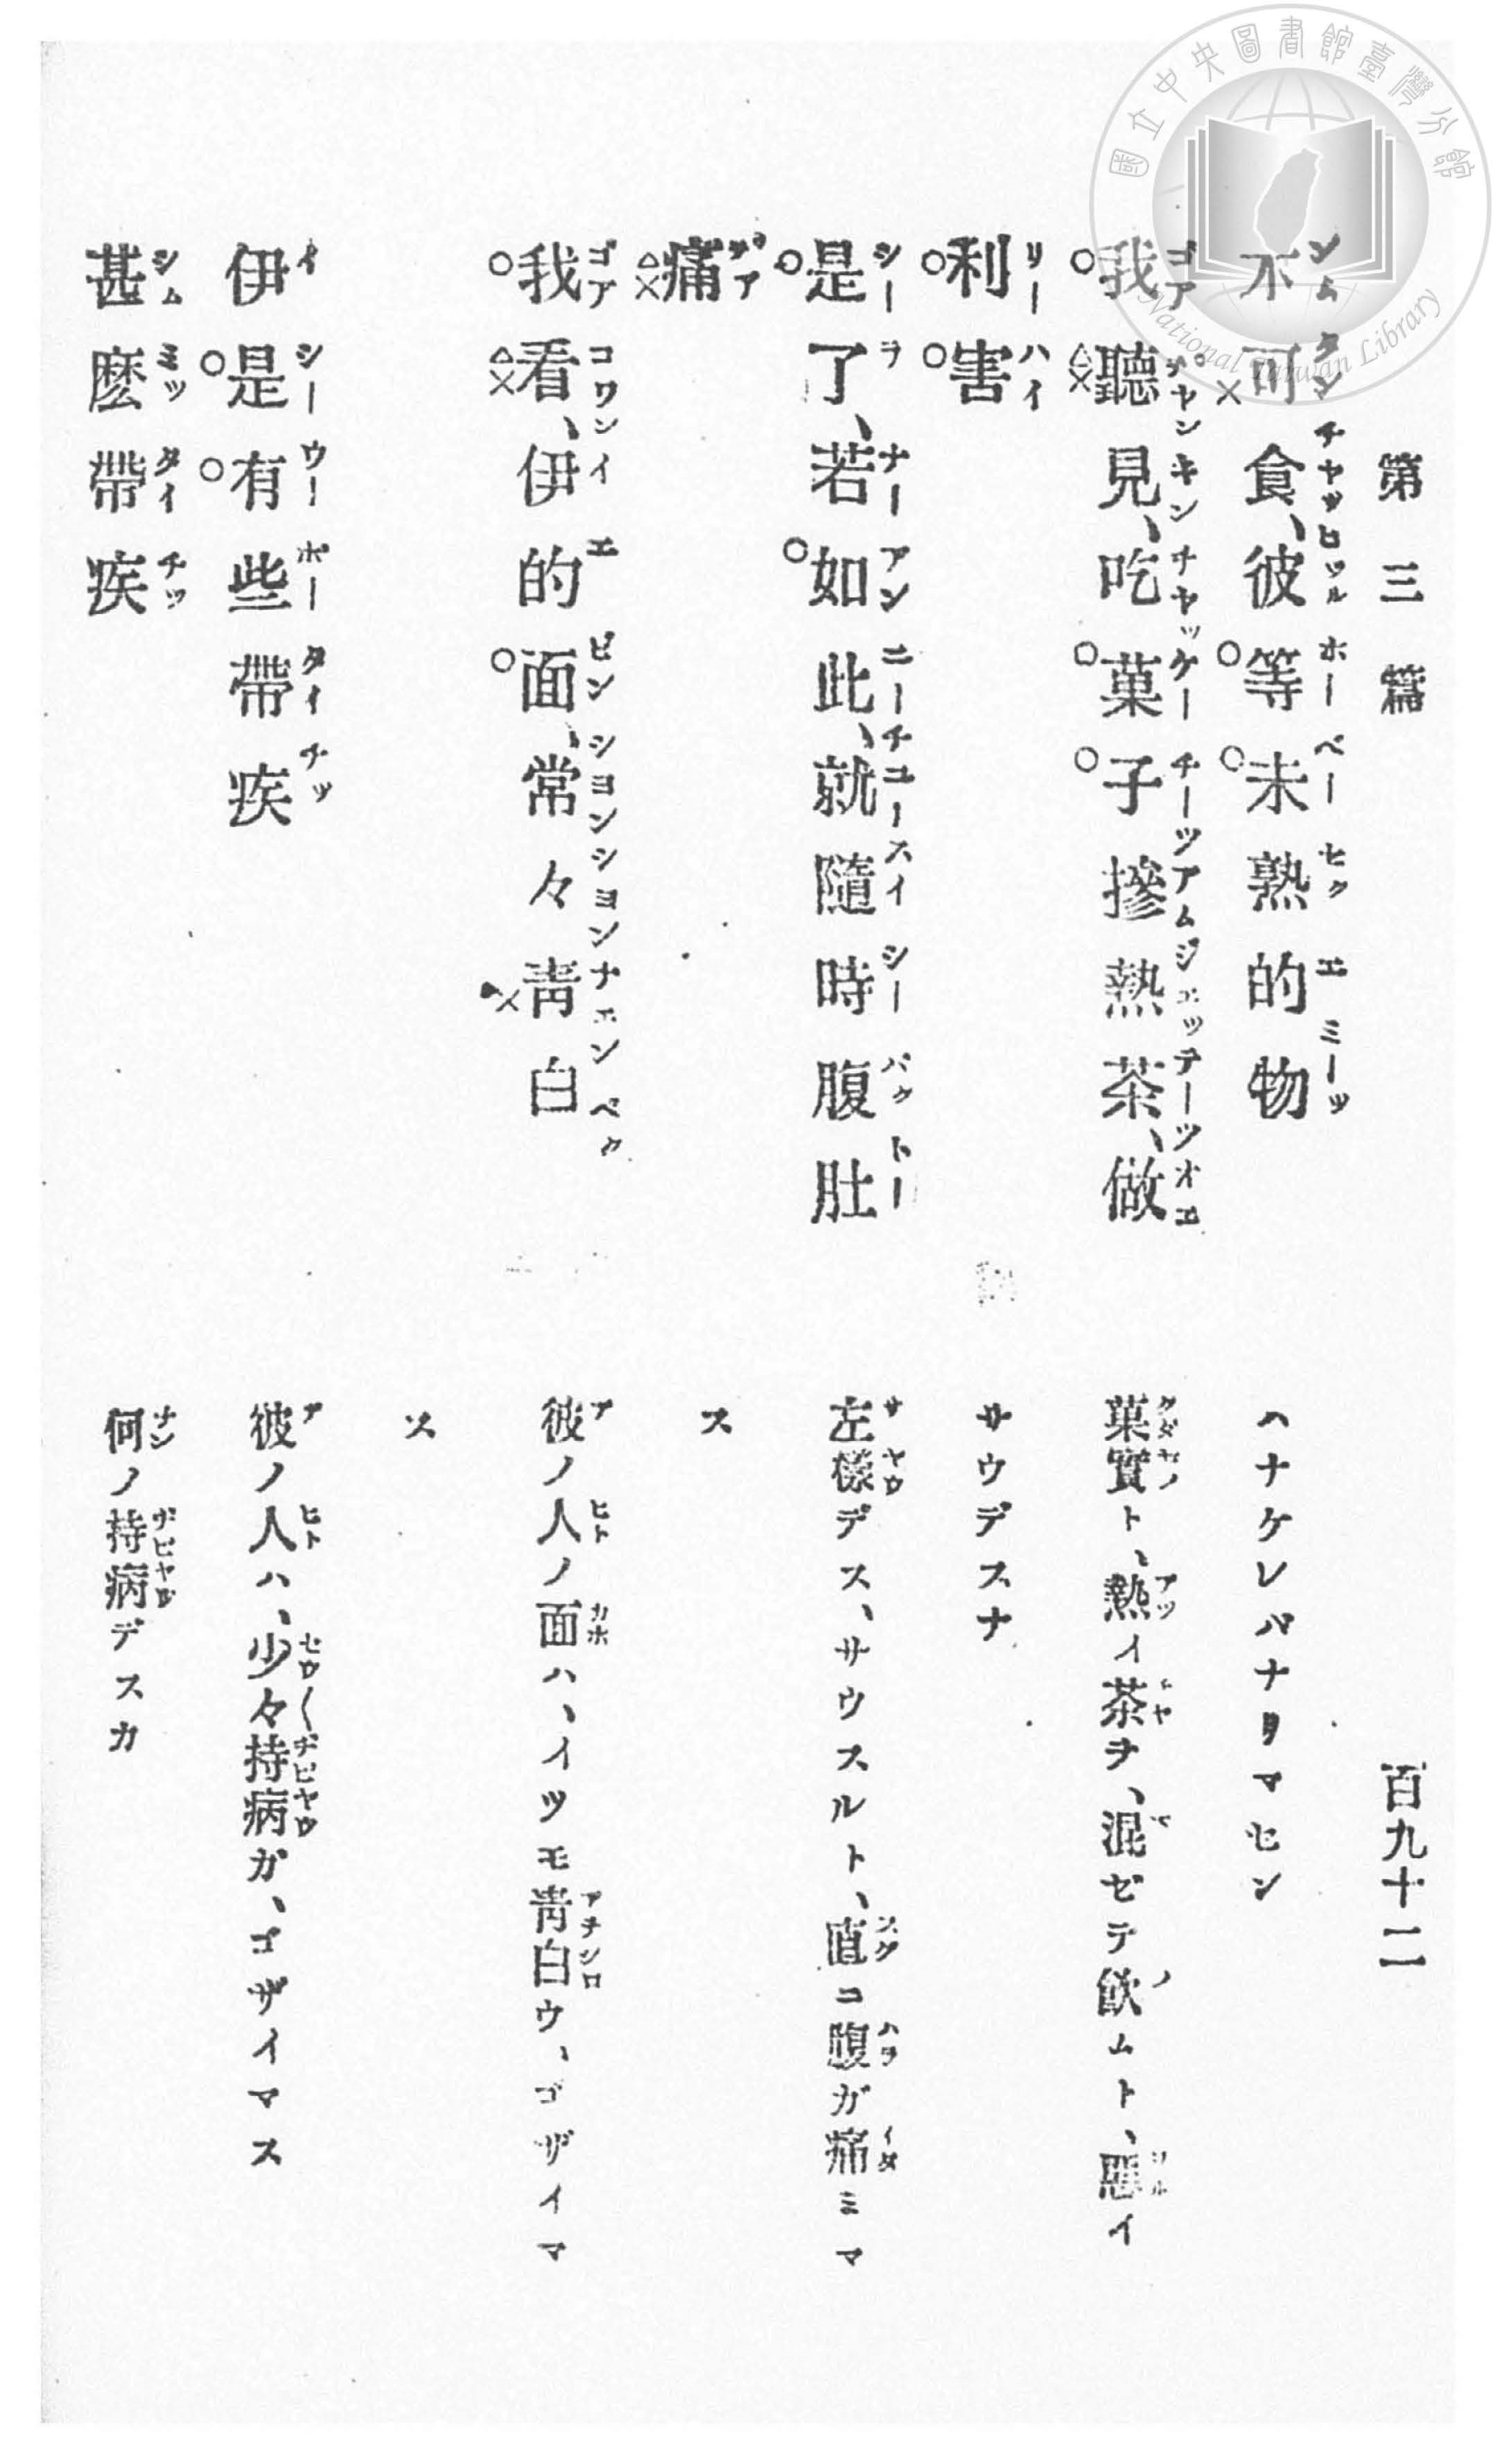 國立中央圖書館臺灣分館
National Taiwan Library
第三篇
百九十二
不可食、彼等未熟的物
ハナケレバナリマセン
我聽見、吃菓子摻熱茶、做
菓實ト、熱イ茶ヲ、混ゼテ飮ムト、惡イ
利害
サウデスナ
是了、若如此、就隨時腹肚
左樣デス、サウスルト、直コ腹ガ痛ミマ
痛
ス
我看、伊的面、常々靑白
彼ノ人ノ面ハ、イツモ靑白ウ、ゴザイマ
ス
伊是有些帶疾
彼ノ人ハ、少々持病ガ、ゴザイマス
甚麽帶疾
何ノ持病デスカ